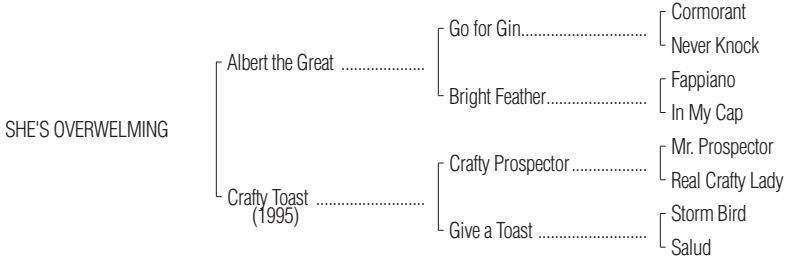 Cormorant
Go for Gin..............................
Never Knock
Albert the Great ....................
Fappiano
Bright Feather........................
In My Cap
SHE'S OVERWELMING
Mr. Prospector
Crafty Prospector..................
Real Crafty Lady
Crafty Toast ..........................
(1995)
Storm Bird
Give a Toast ..........................
Salud